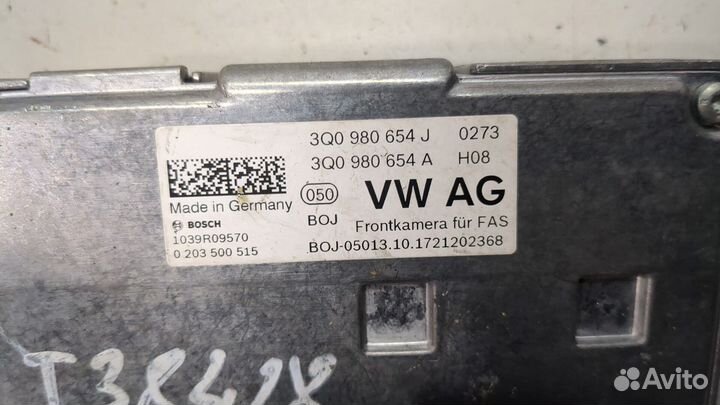 3Q0 980 654 J 0273
3Q0 980 654 A H08
Made in Germany 050 VW AG
BOSCH BOJ Frontkamera für FAS
1039R09570
0 203 500 515 BOJ-05013.10.1721202368
Avito